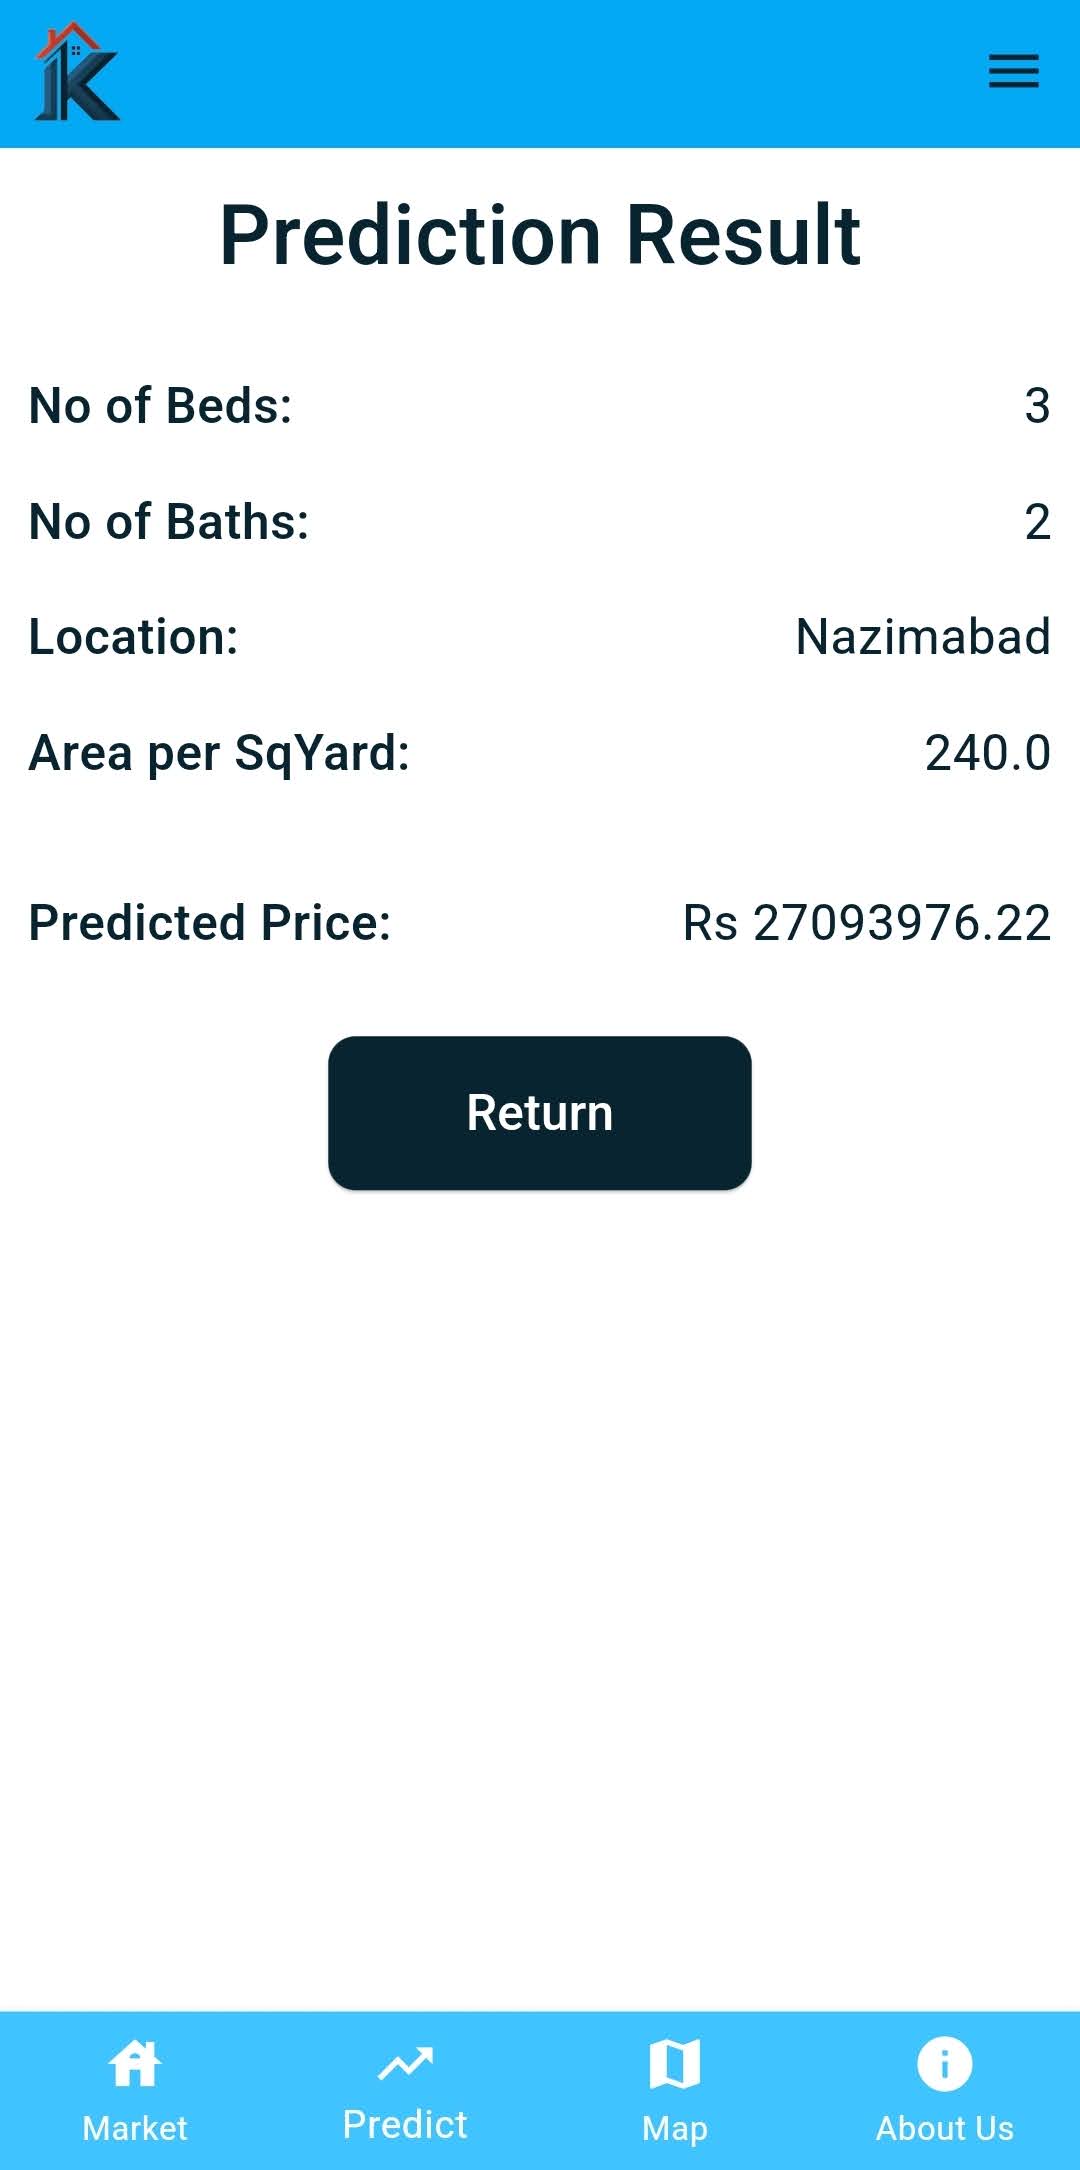 Prediction Result
No of Beds: 3
No of Baths: 2
Location: Nazimabad
Area per SqYard: 240.0
Predicted Price: Rs 27093976.22
Return
Market Predict Map About Us